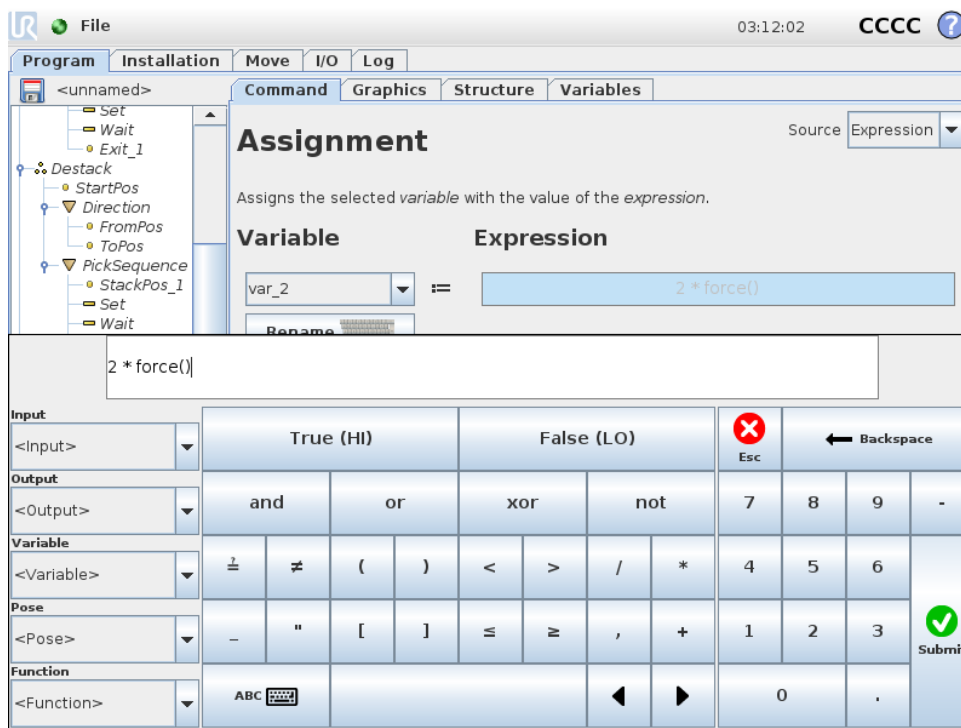 UR File 03:12:02 CCCC ?
Program Installation Move I/O Log
<unnamed> Command Graphics Structure Variables
Set
Wait
Exit_1
Destack
StartPos
Direction
FromPos
ToPos
PickSequence
StackPos_1
Set
Wait
Assignment
Source Expression
Assigns the selected variable with the value of the expression.
Variable Expression
var_2 := 2 * force()
Rename
2 * force()
Input
<Input> True (HI) False (LO) Esc Backspace
Output
<Output> and or xor not 7 8 9 -
Variable
<Variable> ≟ ≠ ( ) < > / * 4 5 6
Pose
<Pose> _ " [ ] ≤ ≥ , + 1 2 3 Submit
Function
<Function> ABC 0 .